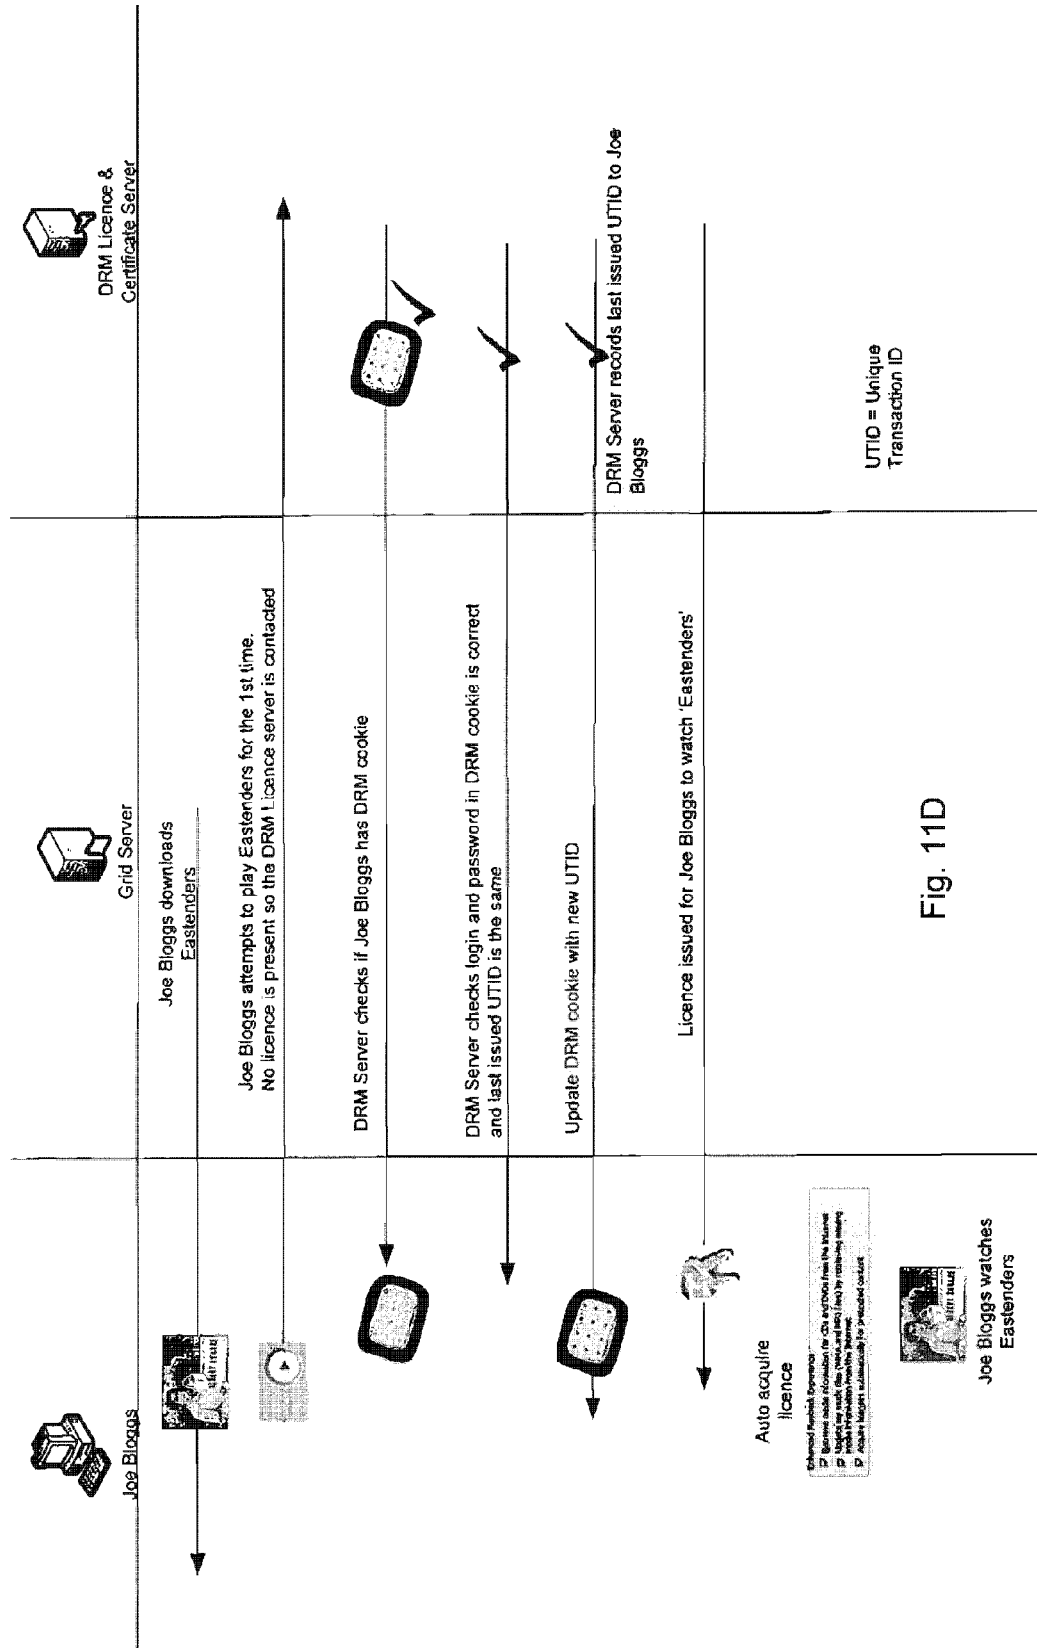 Joe Bloggs
Grid Server
DRM Licence &
Certificate Server
Joe Bloggs downloads
Eastenders
Joe Bloggs attempts to play Eastenders for the 1st time.
No licence is present so the DRM Licence server is contacted
DRM Server checks if Joe Bloggs has DRM cookie
DRM Server checks login and password in DRM cookie is correct
and last issued UTID is the same
Update DRM cookie with new UTID
DRM Server records last issued UTID to Joe
Bloggs
Licence issued for Joe Bloggs to watch 'Eastenders'
Auto acquire
licence
Joe Bloggs watches
Eastenders
UTID = Unique
Transaction ID
Fig. 11D